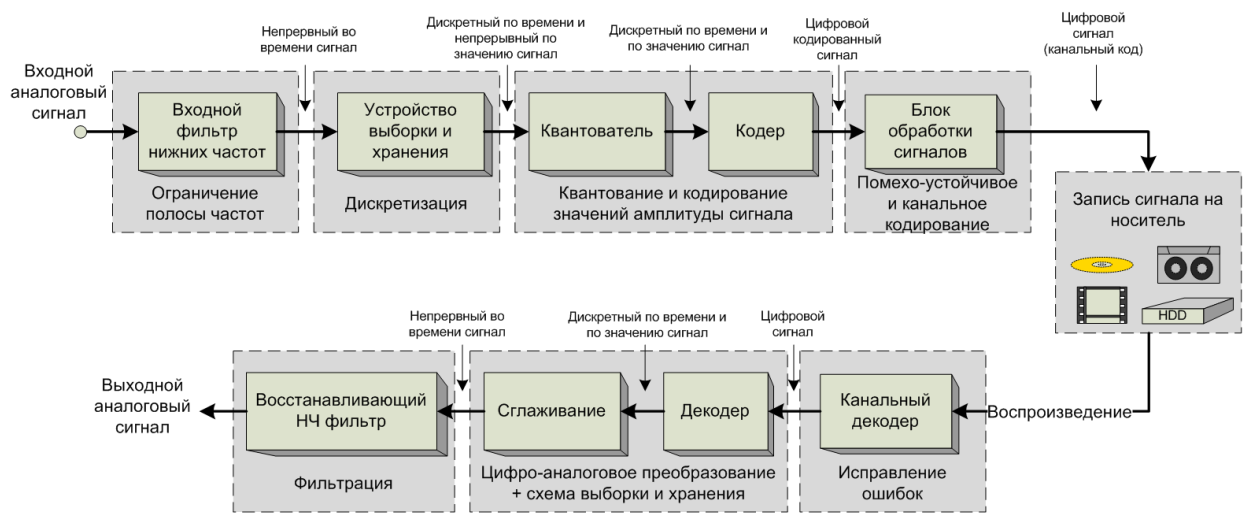 Непрервный во
времени сигнал
Дискретный по времени и
непрерывный по
значению сигнал
Дискретный по времени и
по значению сигнал
Цифровой
кодированный
сигнал
Цифровой
сигнал
(канальный код)
Входной
аналоговый
сигнал
Входной
фильтр
нижних частот
Устройство
выборки и
хранения
Квантователь
Кодер
Блок
обработки
сигналов
Ограничение
полосы частот
Дискретизация
Квантование и кодирование
значений амплитуды сигнала
Помехо-устойчивое
и канальное
кодирование
Запись сигнала на
носитель
HDD
Непрервный во
времени сигнал
Дискретный по времени и
по значению сигнал
Цифровой
сигнал
Выходной
аналоговый
сигнал
Восстанавливающий
НЧ фильтр
Сглаживание
Декодер
Канальный
декодер
Воспроизведение
Фильтрация
Цифро-аналоговое преобразование
+ схема выборки и хранения
Исправление
ошибок